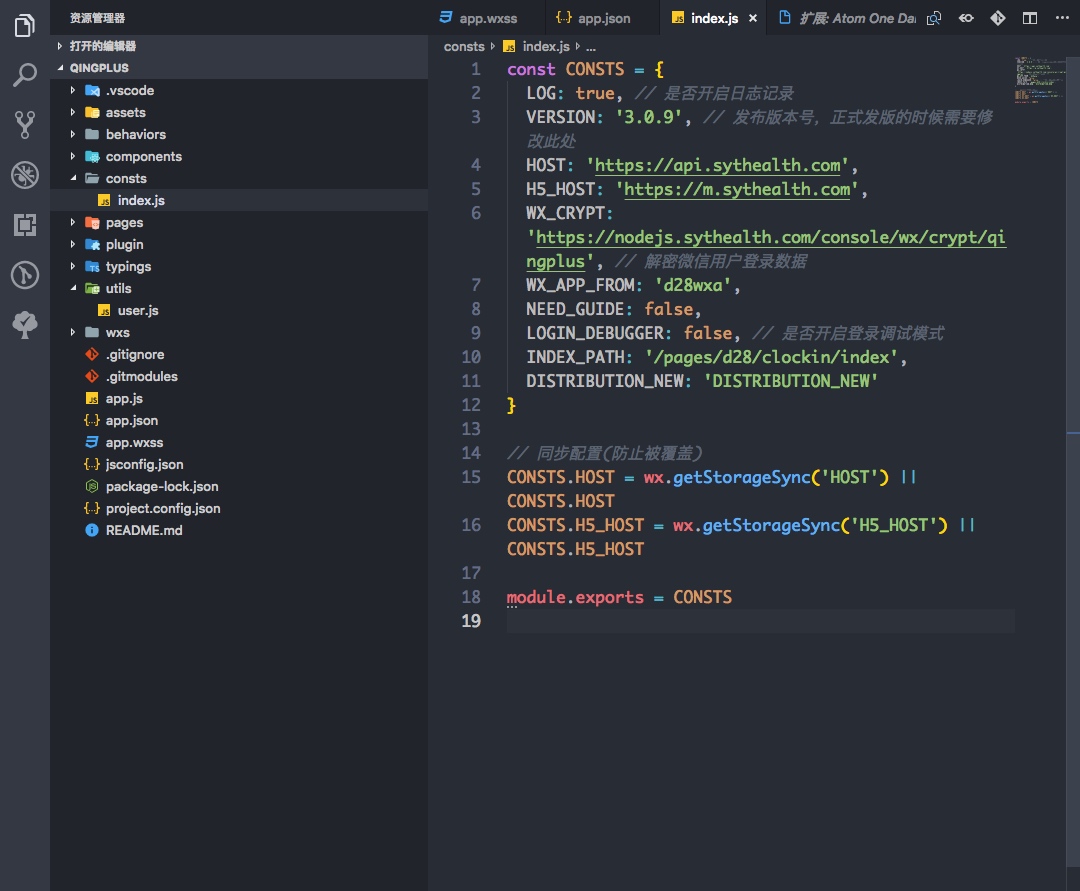 资源管理器
打开的编辑器
QINGPLUS
.vscode
assets
behaviors
components
consts
index.js
pages
plugin
typings
utils
user.js
wxs
.gitignore
.gitmodules
app.js
app.json
app.wxss
jsconfig.json
package-lock.json
project.config.json
README.md
app.wxss
app.json
index.js
扩展: Atom One Da
consts
index.js
...
1 const CONSTS = {
2 LOG: true, // 是否开启日志记录
3 VERSION: '3.0.9', // 发布版本号, 正式发版的时候需要修
改此处
4 HOST: 'https://api.sythealth.com',
5 H5_HOST: 'https://m.sythealth.com',
6 WX_CRYPT:
'https://nodejs.sythealth.com/console/wx/crypt/qi
ngplus', // 解密微信用户登录数据
7 WX_APP_FROM: 'd28wxa',
8 NEED_GUIDE: false,
9 LOGIN_DEBUGGER: false, // 是否开启登录调试模式
10 INDEX_PATH: '/pages/d28/clockin/index',
11 DISTRIBUTION_NEW: 'DISTRIBUTION_NEW'
12 }
13
14 // 同步配置(防止被覆盖)
15 CONSTS.HOST = wx.getStorageSync('HOST') ||
CONSTS.HOST
16 CONSTS.H5_HOST = wx.getStorageSync('H5_HOST') ||
CONSTS.H5_HOST
17
18 module.exports = CONSTS
19